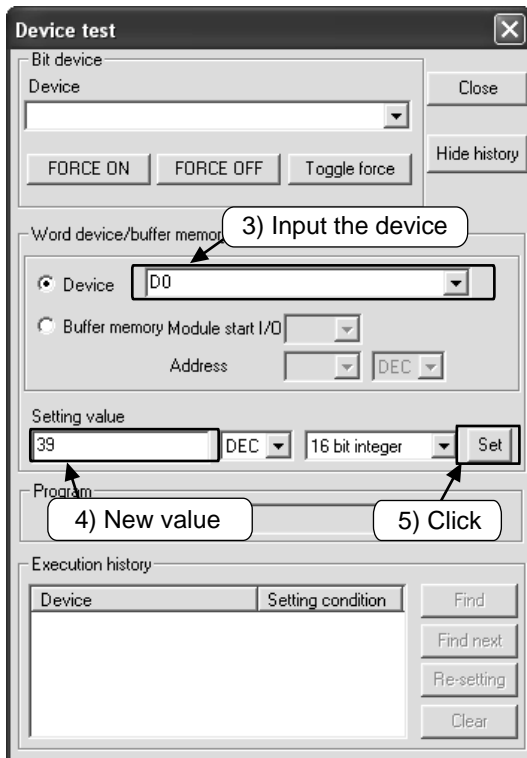 Device test
Bit device
Device
Close
FORCE ON FORCE OFF Toggle force
Hide history
3) Input the device
Word device/buffer memory
Device D0
Buffer memory Module start I/O
Address DEC
Setting value
39 DEC 16 bit integer Set
Program
4) New value 5) Click
Execution history
Device Setting condition
Find
Find next
Re-setting
Clear